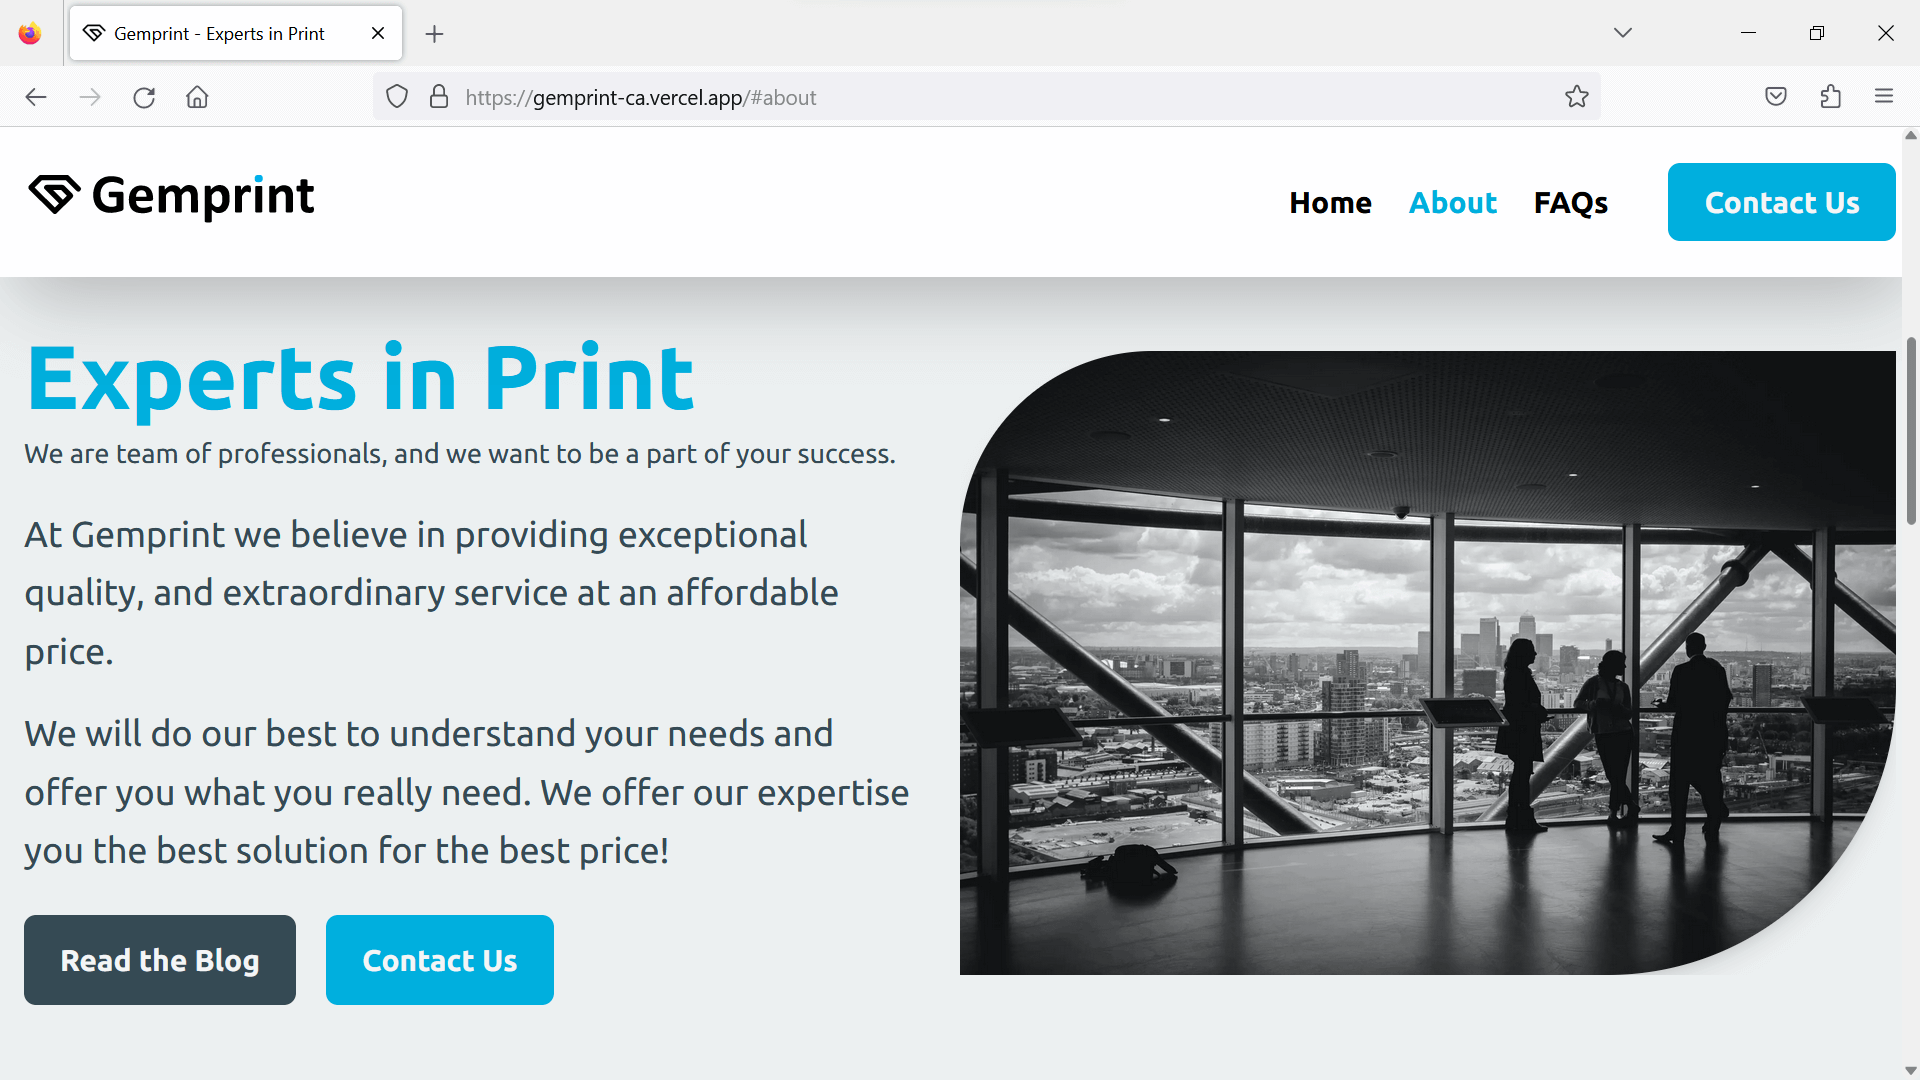 Gemprint - Experts in Print
https://gemprint-ca.vercel.app/#about
Gemprint
Home About FAQs Contact Us
Experts in Print
We are team of professionals, and we want to be a part of your success.
At Gemprint we believe in providing exceptional
quality, and extraordinary service at an affordable
price.
We will do our best to understand your needs and
offer you what you really need. We offer our expertise
you the best solution for the best price!
Read the Blog Contact Us